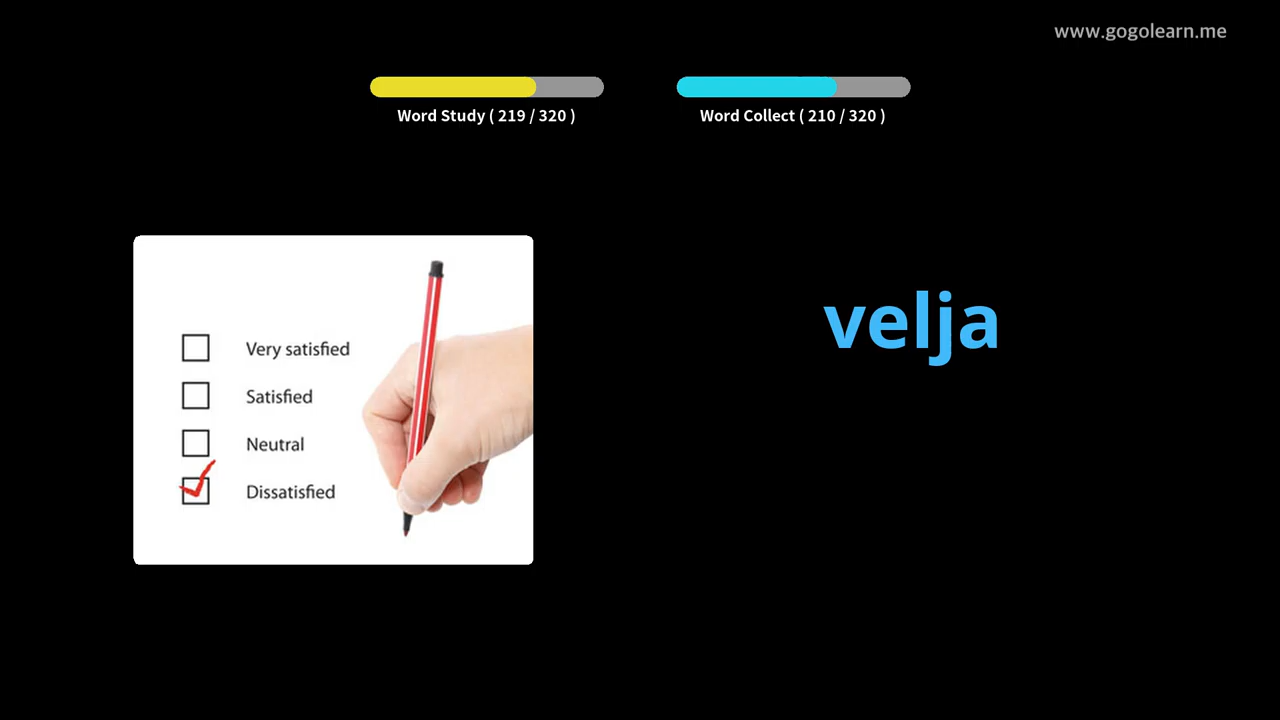 www.gogolearn.me
Word Study ( 219 / 320 )
Word Collect ( 210 / 320 )
Very satisfied
Satisfied
Neutral
Dissatisfied
velja